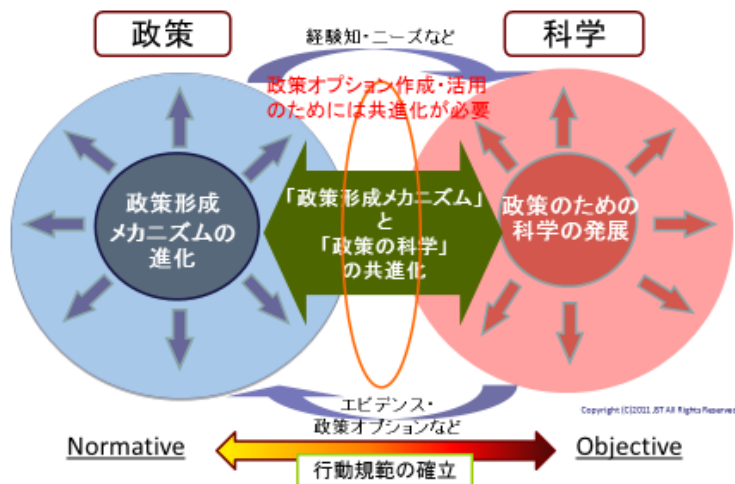 政策
経験知・ニーズなど
科学
政策オプション作成・活用
のためには共進化が必要
政策形成
メカニズムの
進化
「政策形成メカニズム」
と
「政策の科学」
の共進化
政策のための
科学の発展
エビデンス・
政策オプションなど
Copyright (C)2011 JST All Rights Reserved
Normative
Objective
行動規範の確立